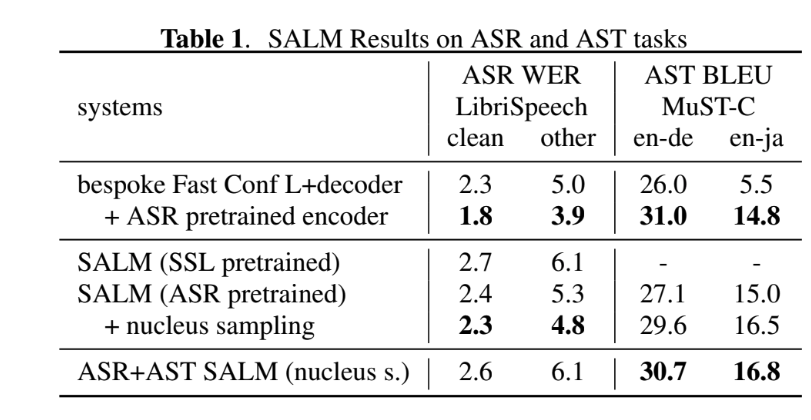 Table 1. SALM Results on ASR and AST tasks
ASR WER AST BLEU
systems LibriSpeech MuST-C
clean other en-de en-ja
bespoke Fast Conf L+decoder 2.3 5.0 26.0 5.5
+ ASR pretrained encoder 1.8 3.9 31.0 14.8
SALM (SSL pretrained) 2.7 6.1 - -
SALM (ASR pretrained) 2.4 5.3 27.1 15.0
+ nucleus sampling 2.3 4.8 29.6 16.5
ASR+AST SALM (nucleus s.) 2.6 6.1 30.7 16.8